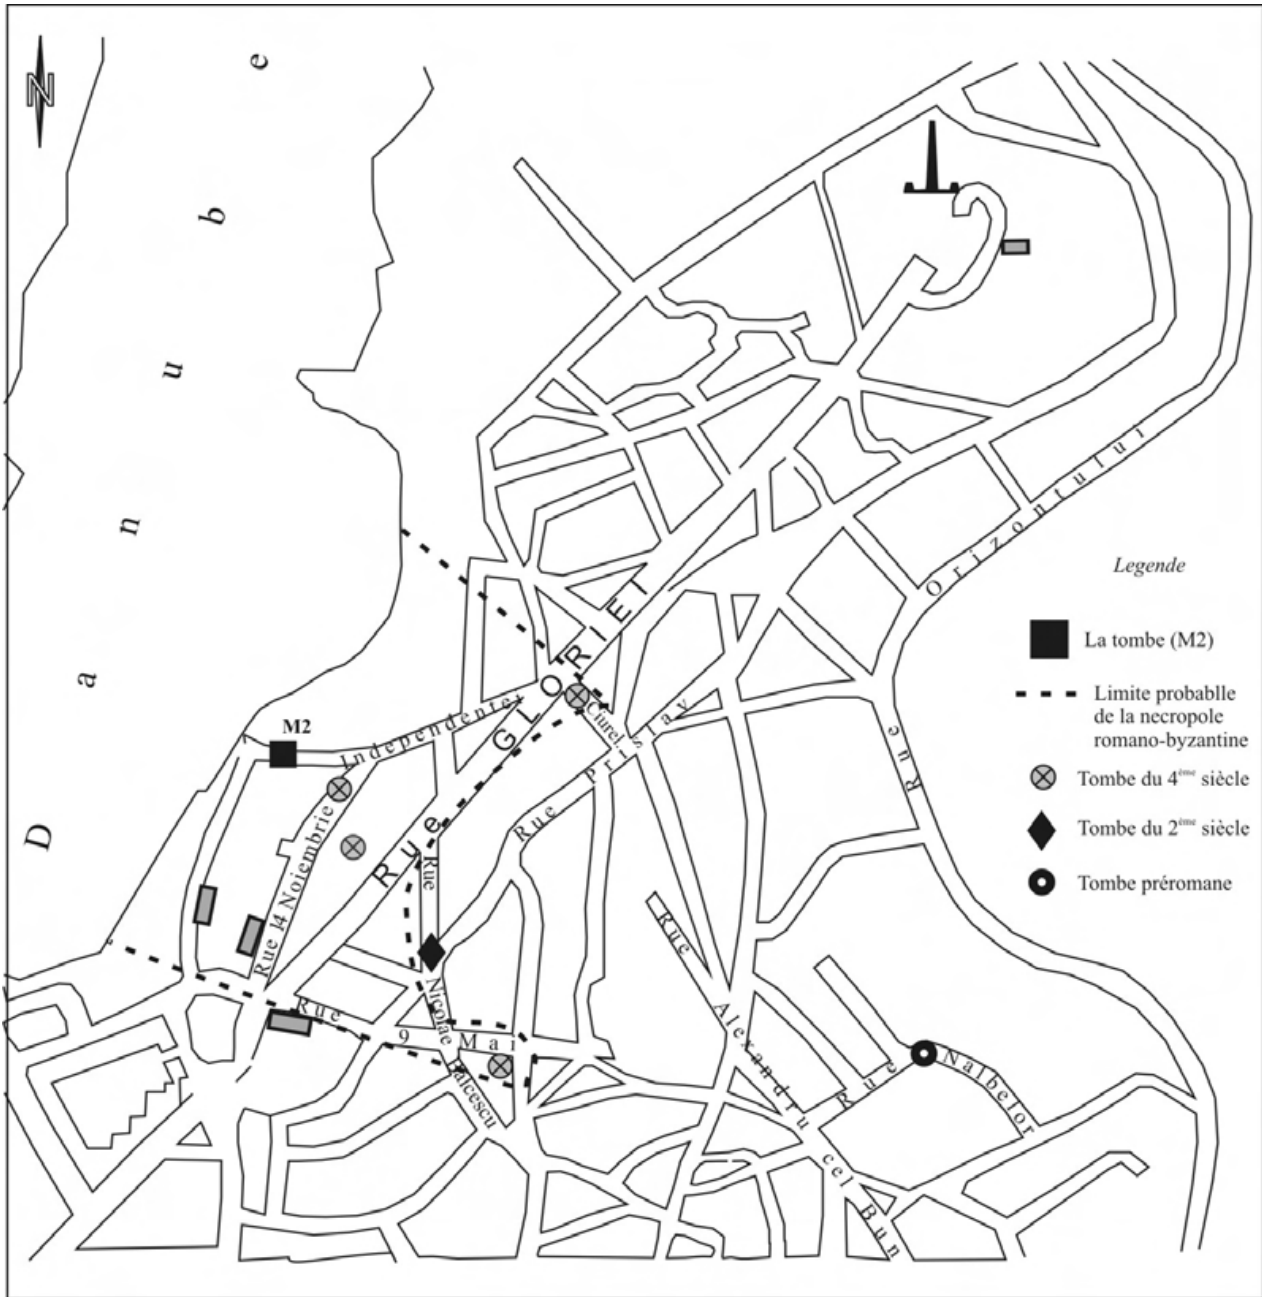 N
Danube
M2
Independentei
Rue GLORIEI
Ciurel.
Rue Prislav
Rue Orizontului
Rue 14 Noiembrie
Rue Nicolae Balcescu
Rue 9 Mai
Rue Alexandru cel Bun
Rue Nalbelor
Legende
La tombe (M2)
Limite probablle
de la necropole
romano-byzantine
Tombe du 4ème siècle
Tombe du 2ème siècle
Tombe préromane